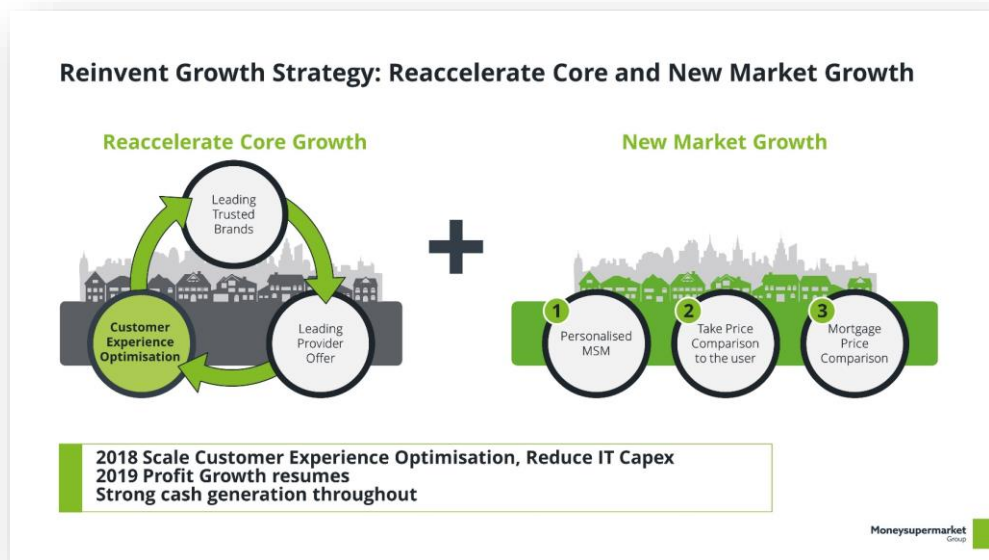 Reinvent Growth Strategy: Reaccelerate Core and New Market Growth
Reaccelerate Core Growth
Leading
Trusted
Brands
Customer
Experience
Optimisation
Leading
Provider
Offer
+
New Market Growth
1
Personalised
MSM
2
Take Price
Comparison
to the user
3
Mortgage
Price
Comparison
2018 Scale Customer Experience Optimisation, Reduce IT Capex
2019 Profit Growth resumes
Strong cash generation throughout
Moneysupermarket
Group